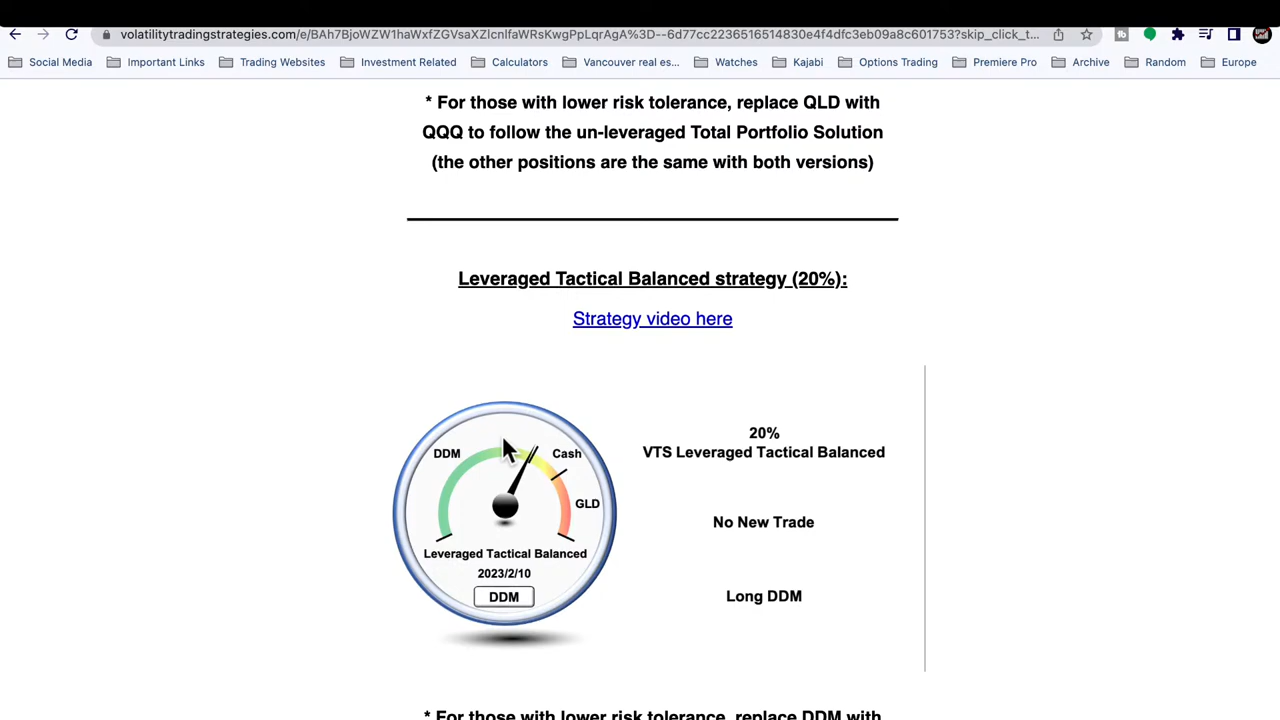 volatilitytradingstrategies.com/e/BAh7BjoWZW1haWxfZGVsaXZlcnlfaWRsKwgPpLqrAgA%3D--6d77cc2236516514830e4f4dfc3eb09a8c601753?skip_click_t...
Social Media Important Links Trading Websites Investment Related Calculators Vancouver real es... Watches Kajabi Options Trading Premiere Pro Archive Random Europe
* For those with lower risk tolerance, replace QLD with
QQQ to follow the un-leveraged Total Portfolio Solution
(the other positions are the same with both versions)
Leveraged Tactical Balanced strategy (20%):
Strategy video here
DDM
Cash
GLD
Leveraged Tactical Balanced
2023/2/10
DDM
20%
VTS Leveraged Tactical Balanced
No New Trade
Long DDM
* For those with lower risk tolerance, replace DDM with